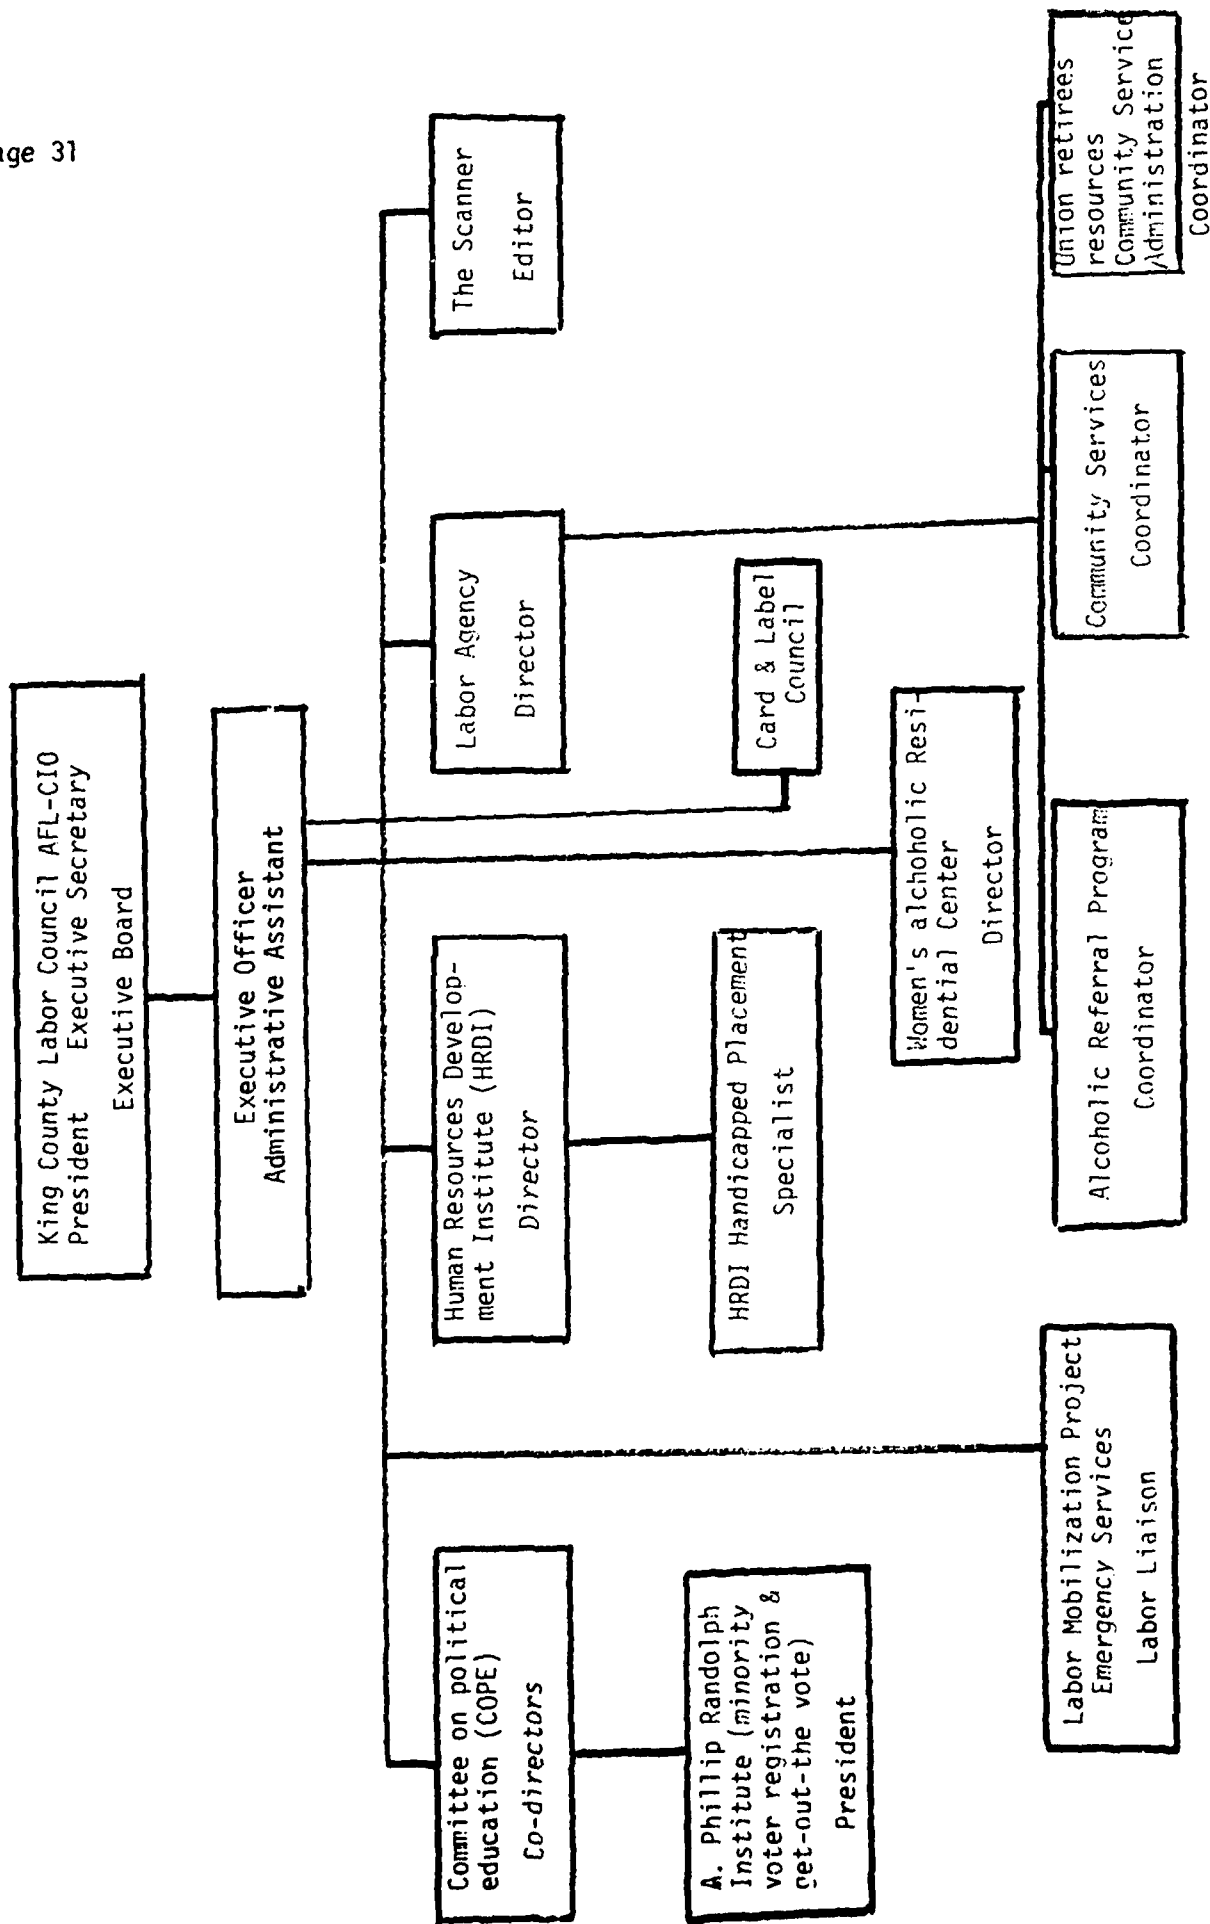 age 31
King County Labor Council AFL-CIO
President Executive Secretary
Executive Board
Executive Officer
Administrative Assistant
Committee on political
education (COPE)
Co-directors
Human Resources Develop-
ment Institute (HRDI)
Director
Labor Agency
Director
The Scanner
Editor
A. Phillip Randolph
Institute (minority
voter registration &
get-out-the vote)
President
HRDI Handicapped Placement
Specialist
Card & Label
Council
Women's alchoholic Resi-
dential Center
Director
Labor Mobilization Project
Emergency Services
Labor Liaison
Alcoholic Referral Program
Coordinator
Community Services
Coordinator
Union retirees
resources
Community Service
Administration
Coordinator